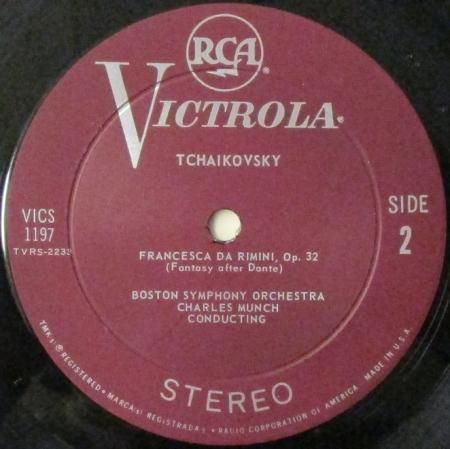 RCA ®
VICTROLA®
TCHAIKOVSKY
VICS
1197
SIDE
2
FRANCESCA DA RIMINI, Op. 32
(Fantasy after Dante)
BOSTON SYMPHONY ORCHESTRA
CHARLES MUNCH
CONDUCTING
STEREO
TMK(s) ® REGISTERED • MARCA(s) REGISTRADA(s) • RADIO CORPORATION OF AMERICA • MADE IN U.S.A.